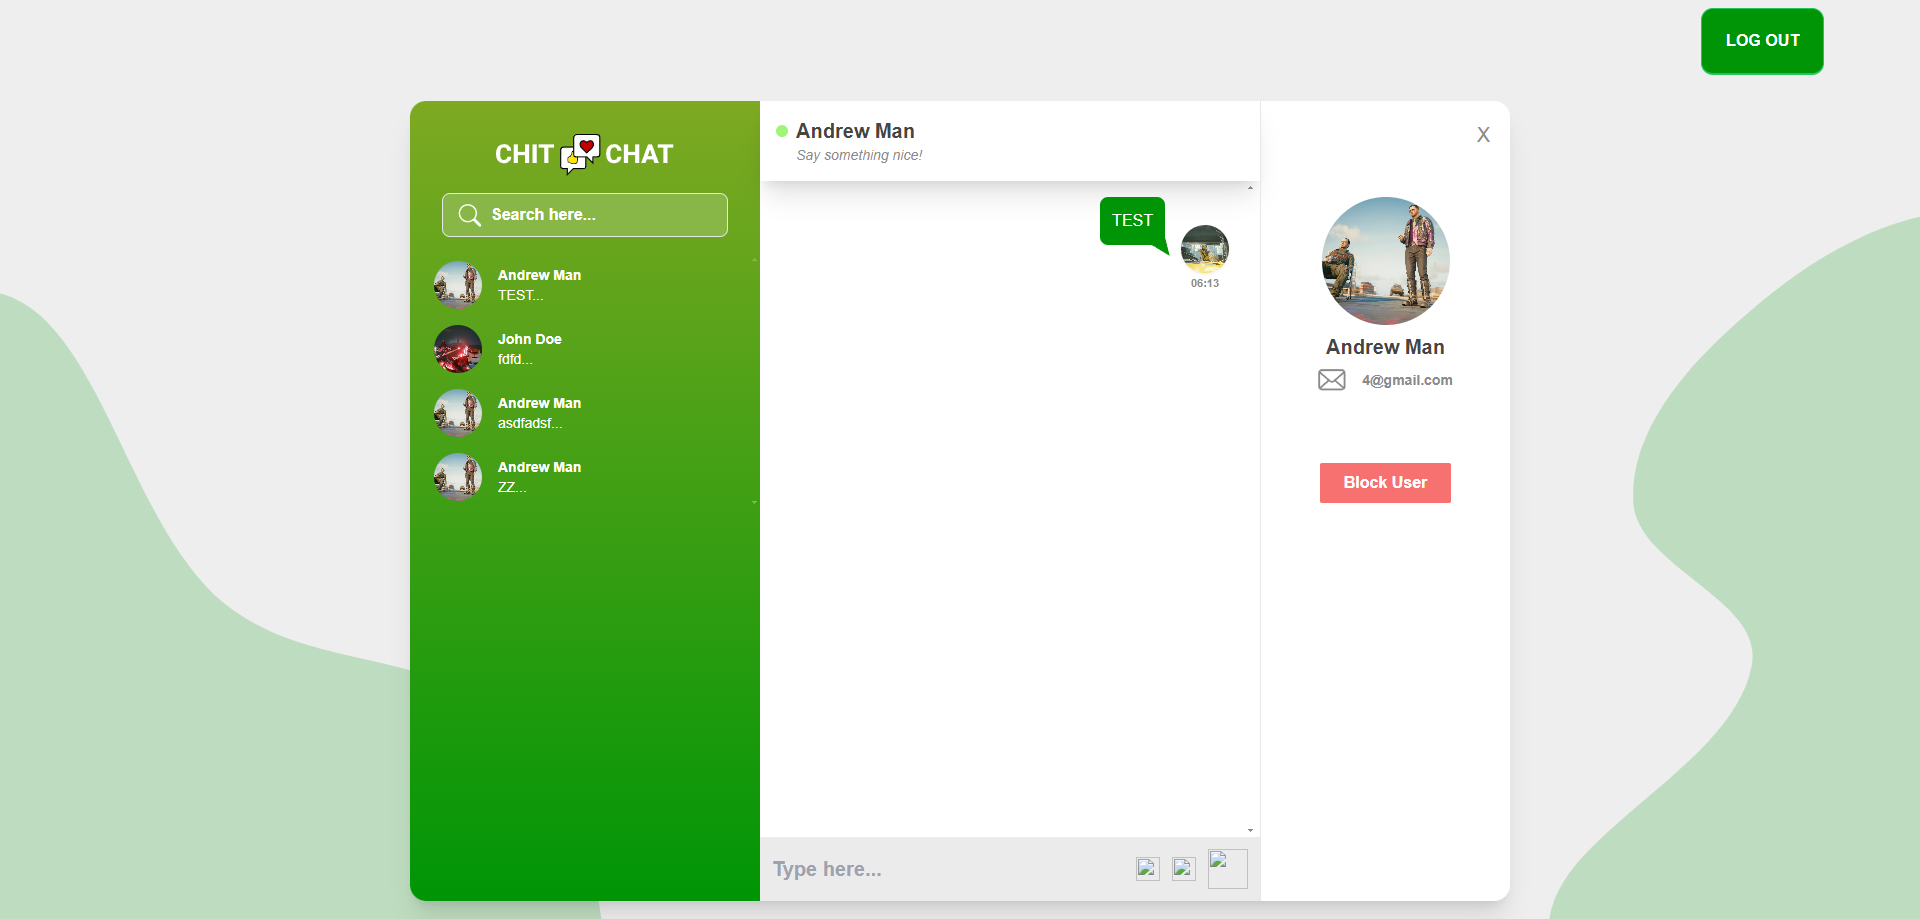 LOG OUT
CHIT CHAT
Search here...
Andrew Man
TEST...
John Doe
fdfd...
Andrew Man
asdfadsf...
Andrew Man
ZZ...
Andrew Man
Say something nice!
TEST
06:13
Type here...
X
Andrew Man
4@gmail.com
Block User